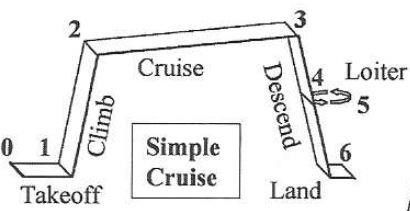 2
3
Cruise
Climb
Descend
4
Loiter
5
0
1
Simple
Cruise
6
Takeoff
Land